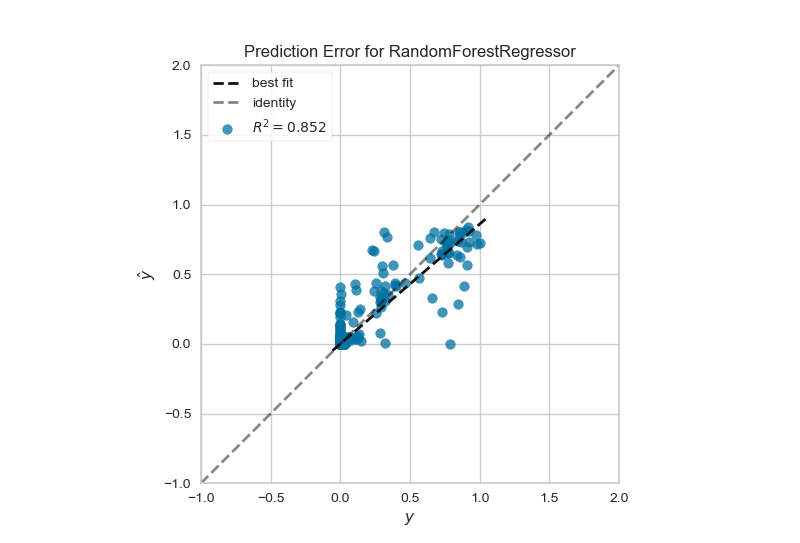 Prediction Error for RandomForestRegressor
2.0
1.5
1.0
0.5
0.0
−0.5
−1.0
ŷ
best fit
identity
R² = 0.852
−1.0 −0.5 0.0 0.5 1.0 1.5 2.0
y